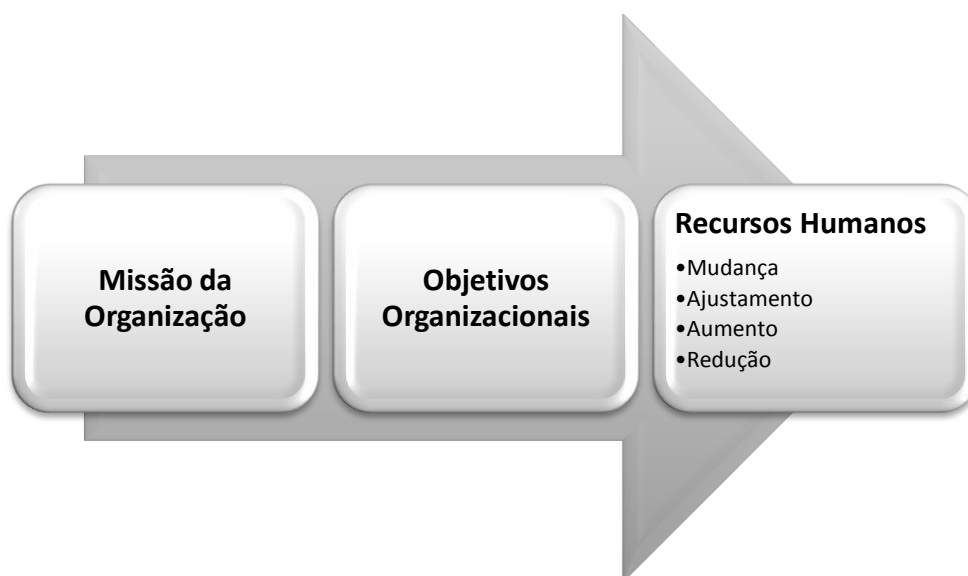 Missão da
Organização
Objetivos
Organizacionais
Recursos Humanos
•Mudança
•Ajustamento
•Aumento
•Redução